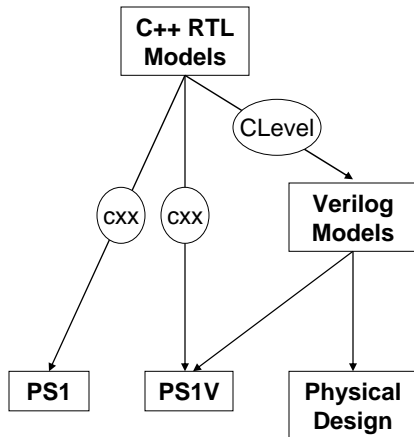 C++ RTL
Models
CLevel
cxx
cxx
Verilog
Models
PS1
PS1V
Physical
Design